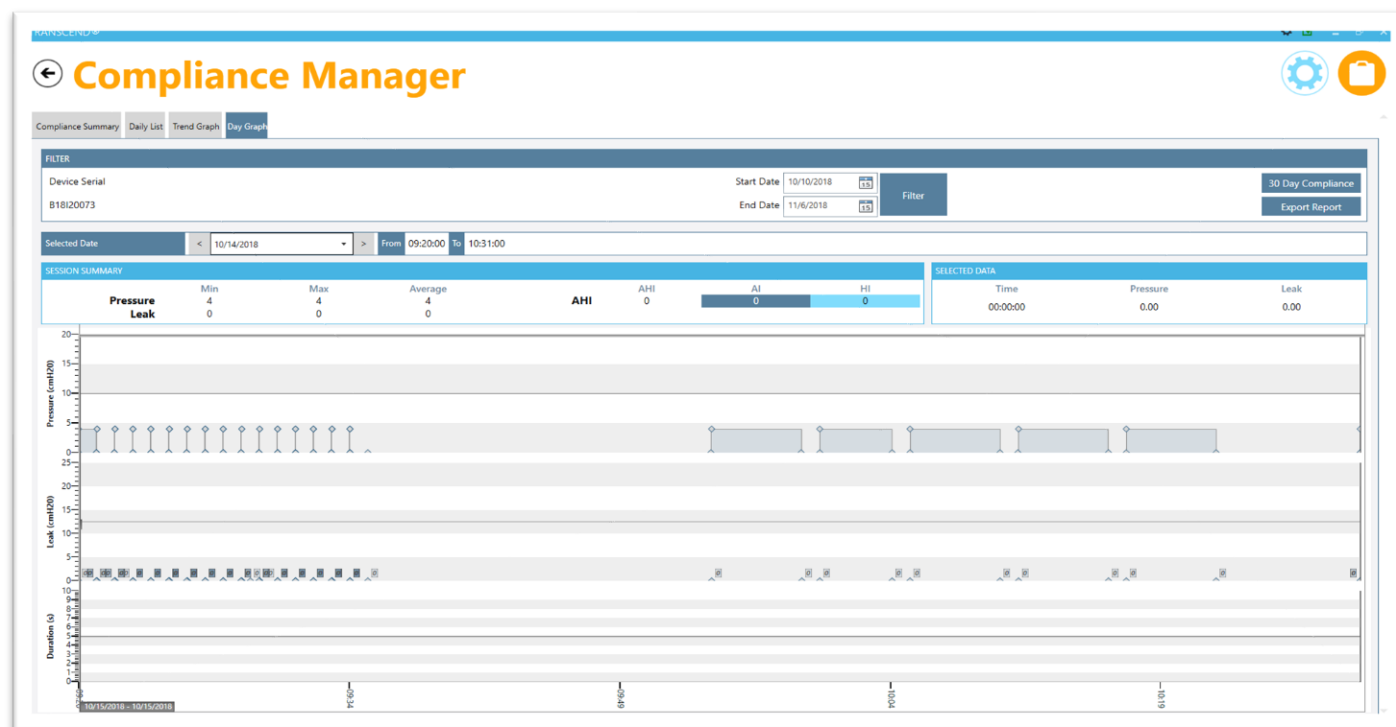 RANSCEND®
Compliance Manager
Compliance Summary Daily List Trend Graph Day Graph
FILTER
Device Serial Start Date 10/10/2018 15 Filter 30 Day Compliance
B18I20073 End Date 11/6/2018 15 Export Report
Selected Date < 10/14/2018 > From 09:20:00 To 10:31:00
SESSION SUMMARY SELECTED DATA
Min Max Average AHI AI HI Time Pressure Leak
Pressure 4 4 4 AHI 0 0 0 00:00:00 0.00 0.00
Leak 0 0 0
Pressure (cmH20)
20
15
10
5
0
Leak (cmH20)
25
20
15
10
5
0
Duration (s)
10
9
8
7
6
5
4
3
2
1
0
09:34 09:49 10:04 10:19
10/15/2018 - 10/15/2018